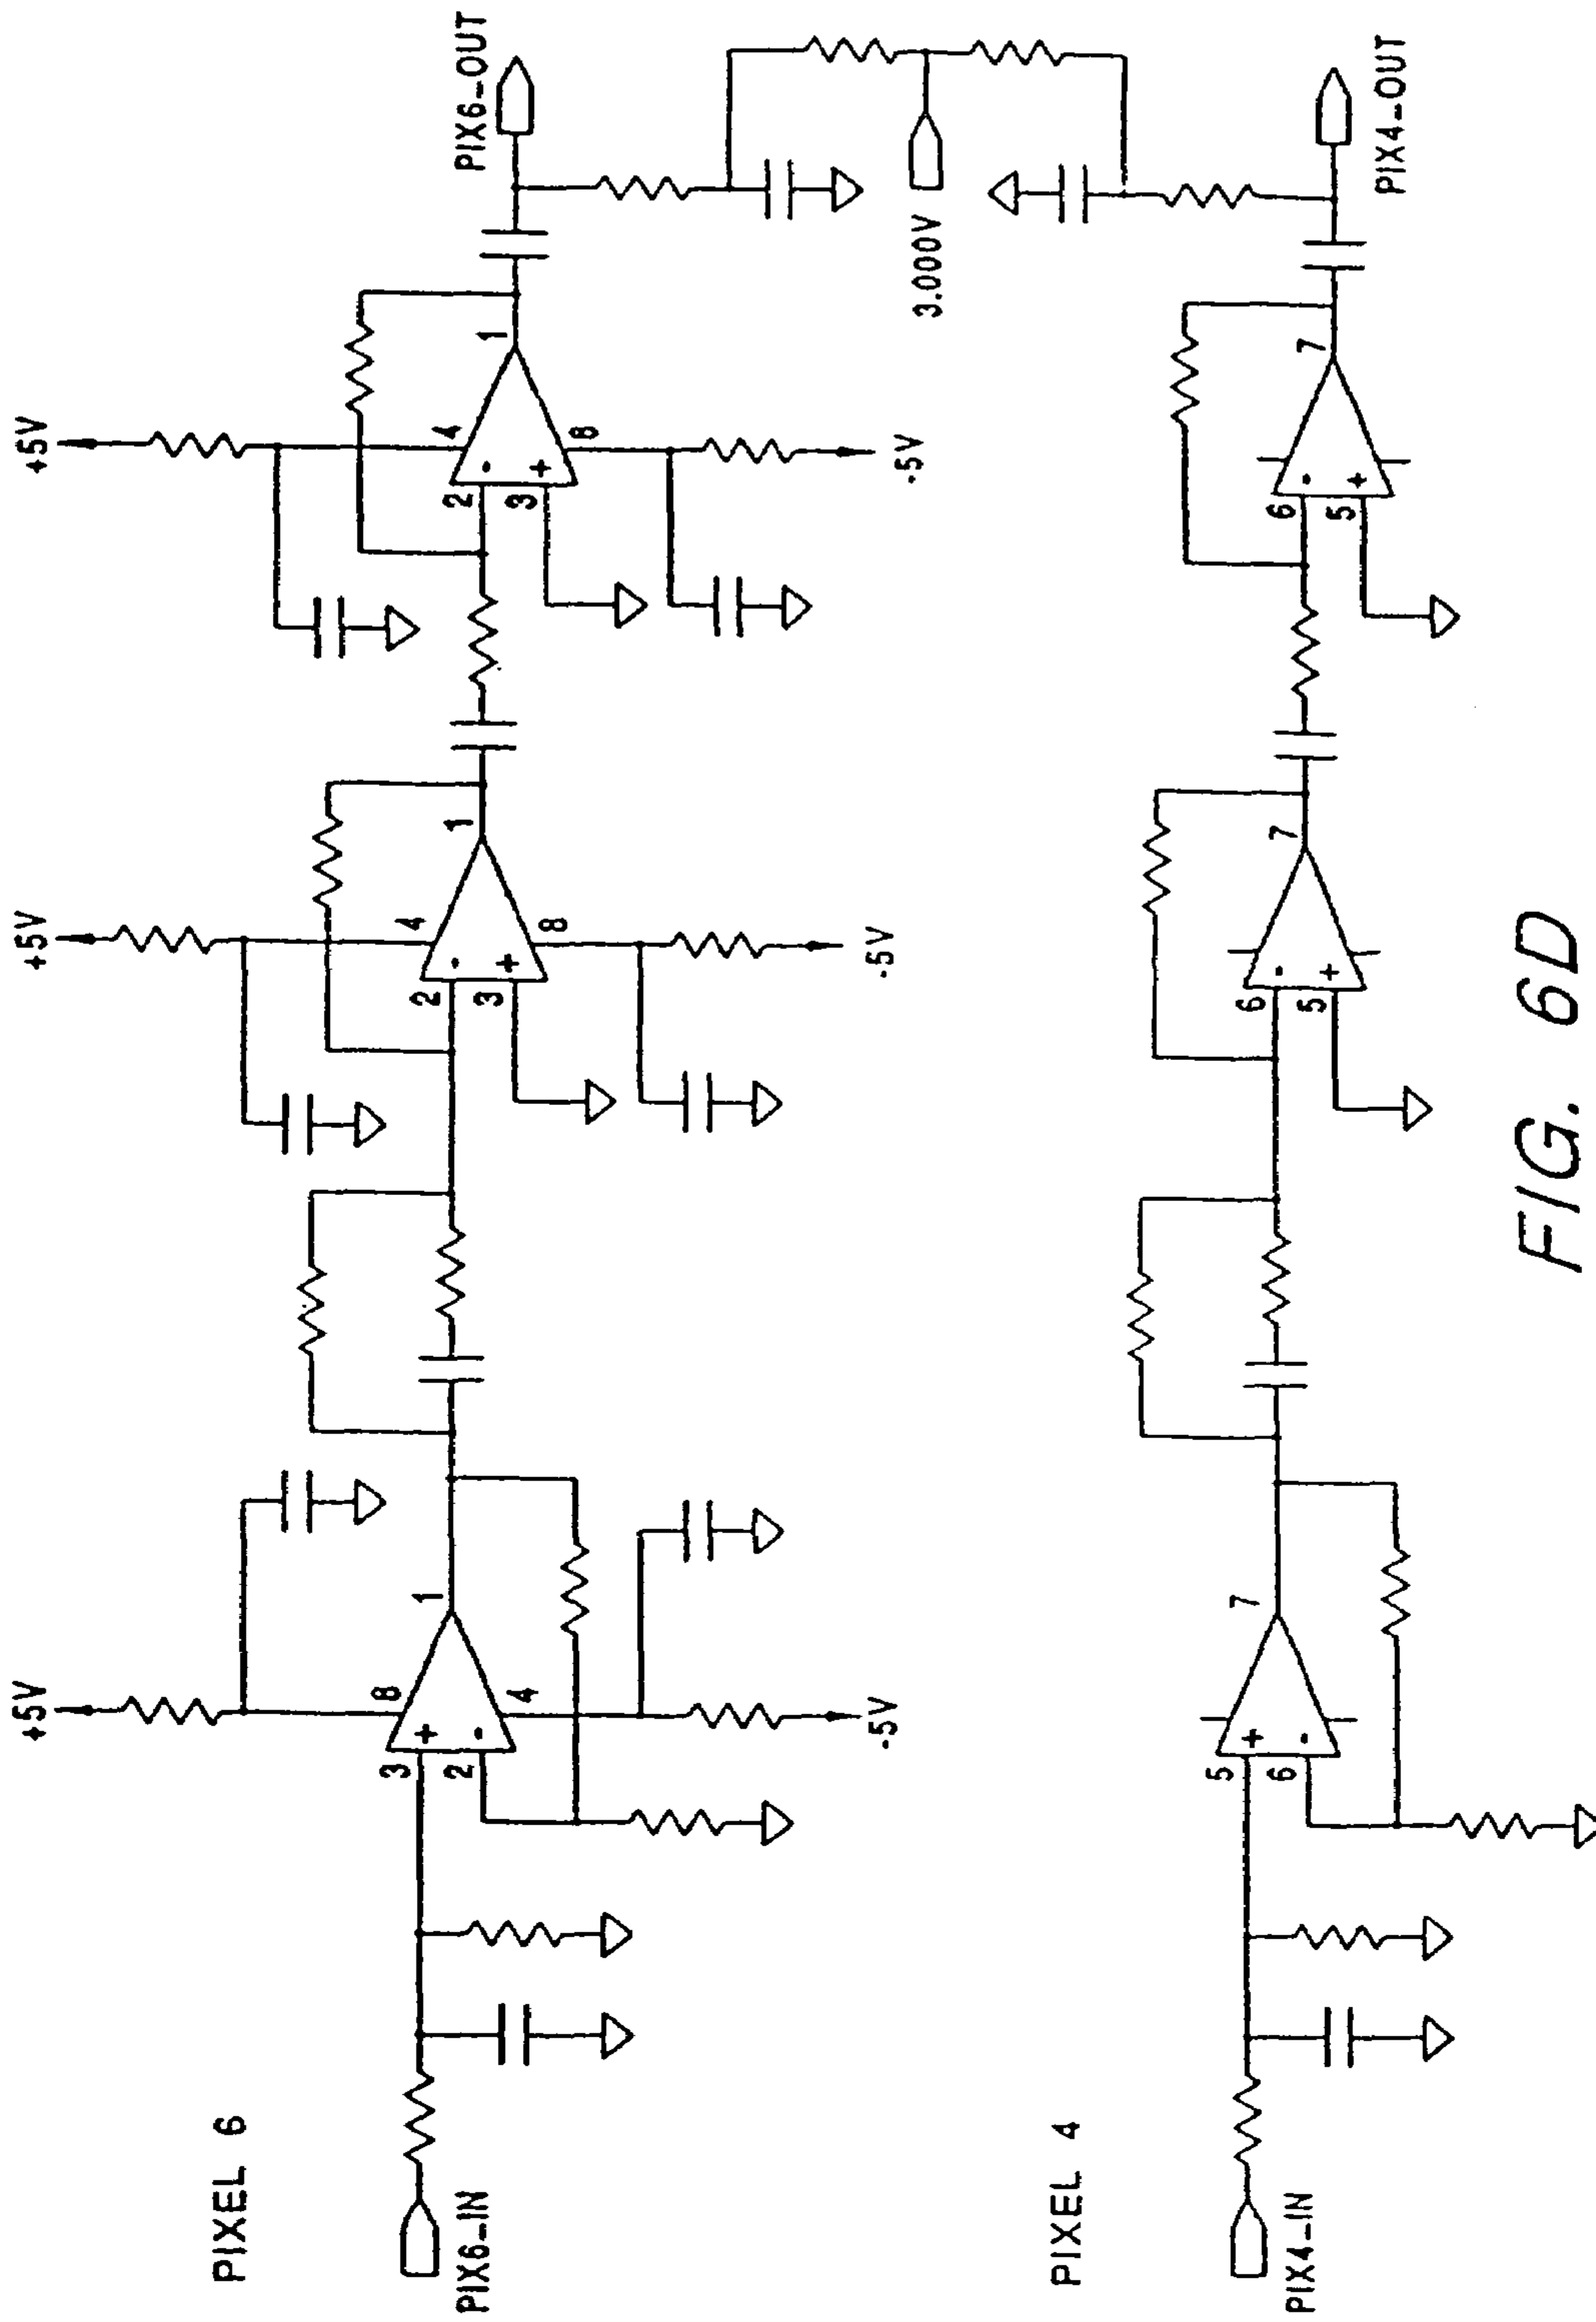 PIXEL 6
PIX6-IN
+5V
8
3
+
2
-
4
1
-5V
+5V
4
2
-
3
+
8
1
-5V
+5V
4
2
-
3
+
8
1
-5V
PIX6-OUT
3.000V
PIXEL 4
PIX4-IN
5
+
6
-
7
6
-
5
+
7
6
-
5
+
7
PIX4-OUT
FIG. 6D